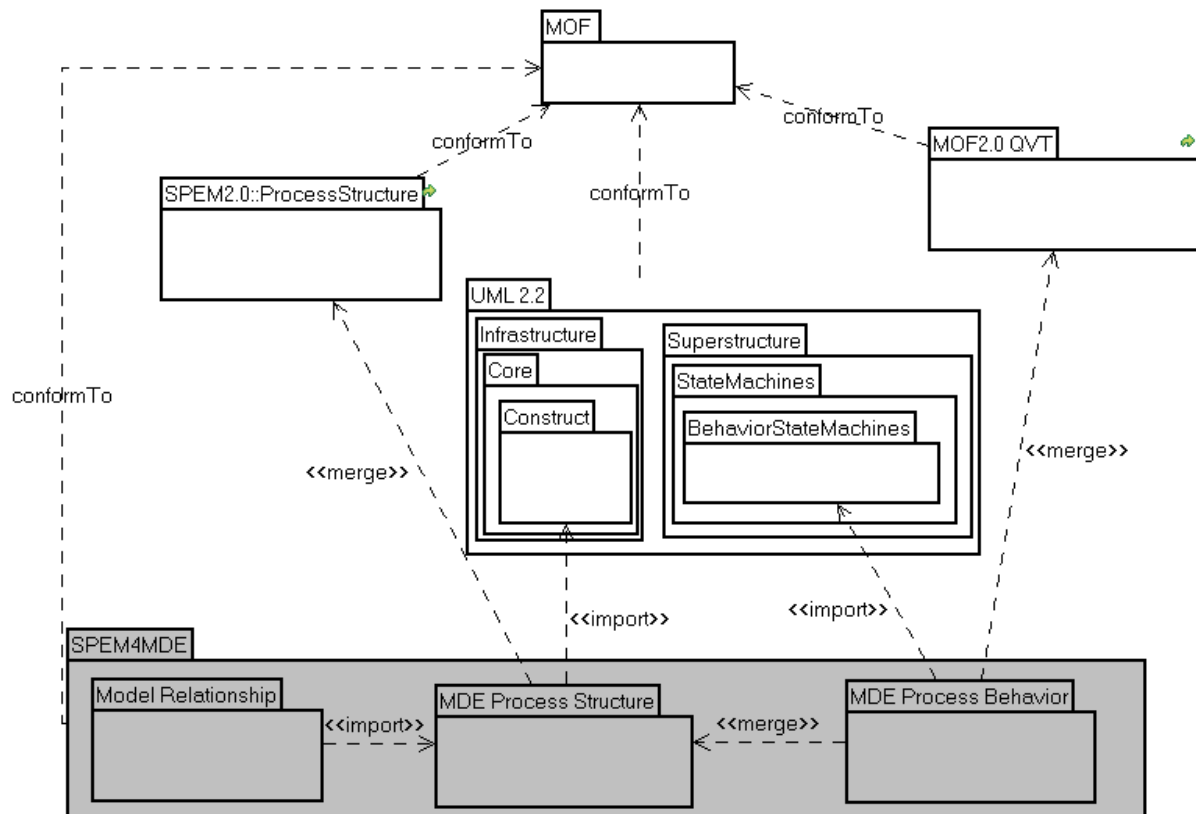 MOF
conformTo
conformTo
MOF2.0 QVT
SPEM2.0::ProcessStructure
conformTo
UML 2.2
Infrastructure
Superstructure
Core
StateMachines
conformTo
Construct
BehaviorStateMachines
<<merge>>
<<merge>>
<<import>>
<<import>>
SPEM4MDE
Model Relationship
MDE Process Structure
MDE Process Behavior
<<import>>
<<merge>>